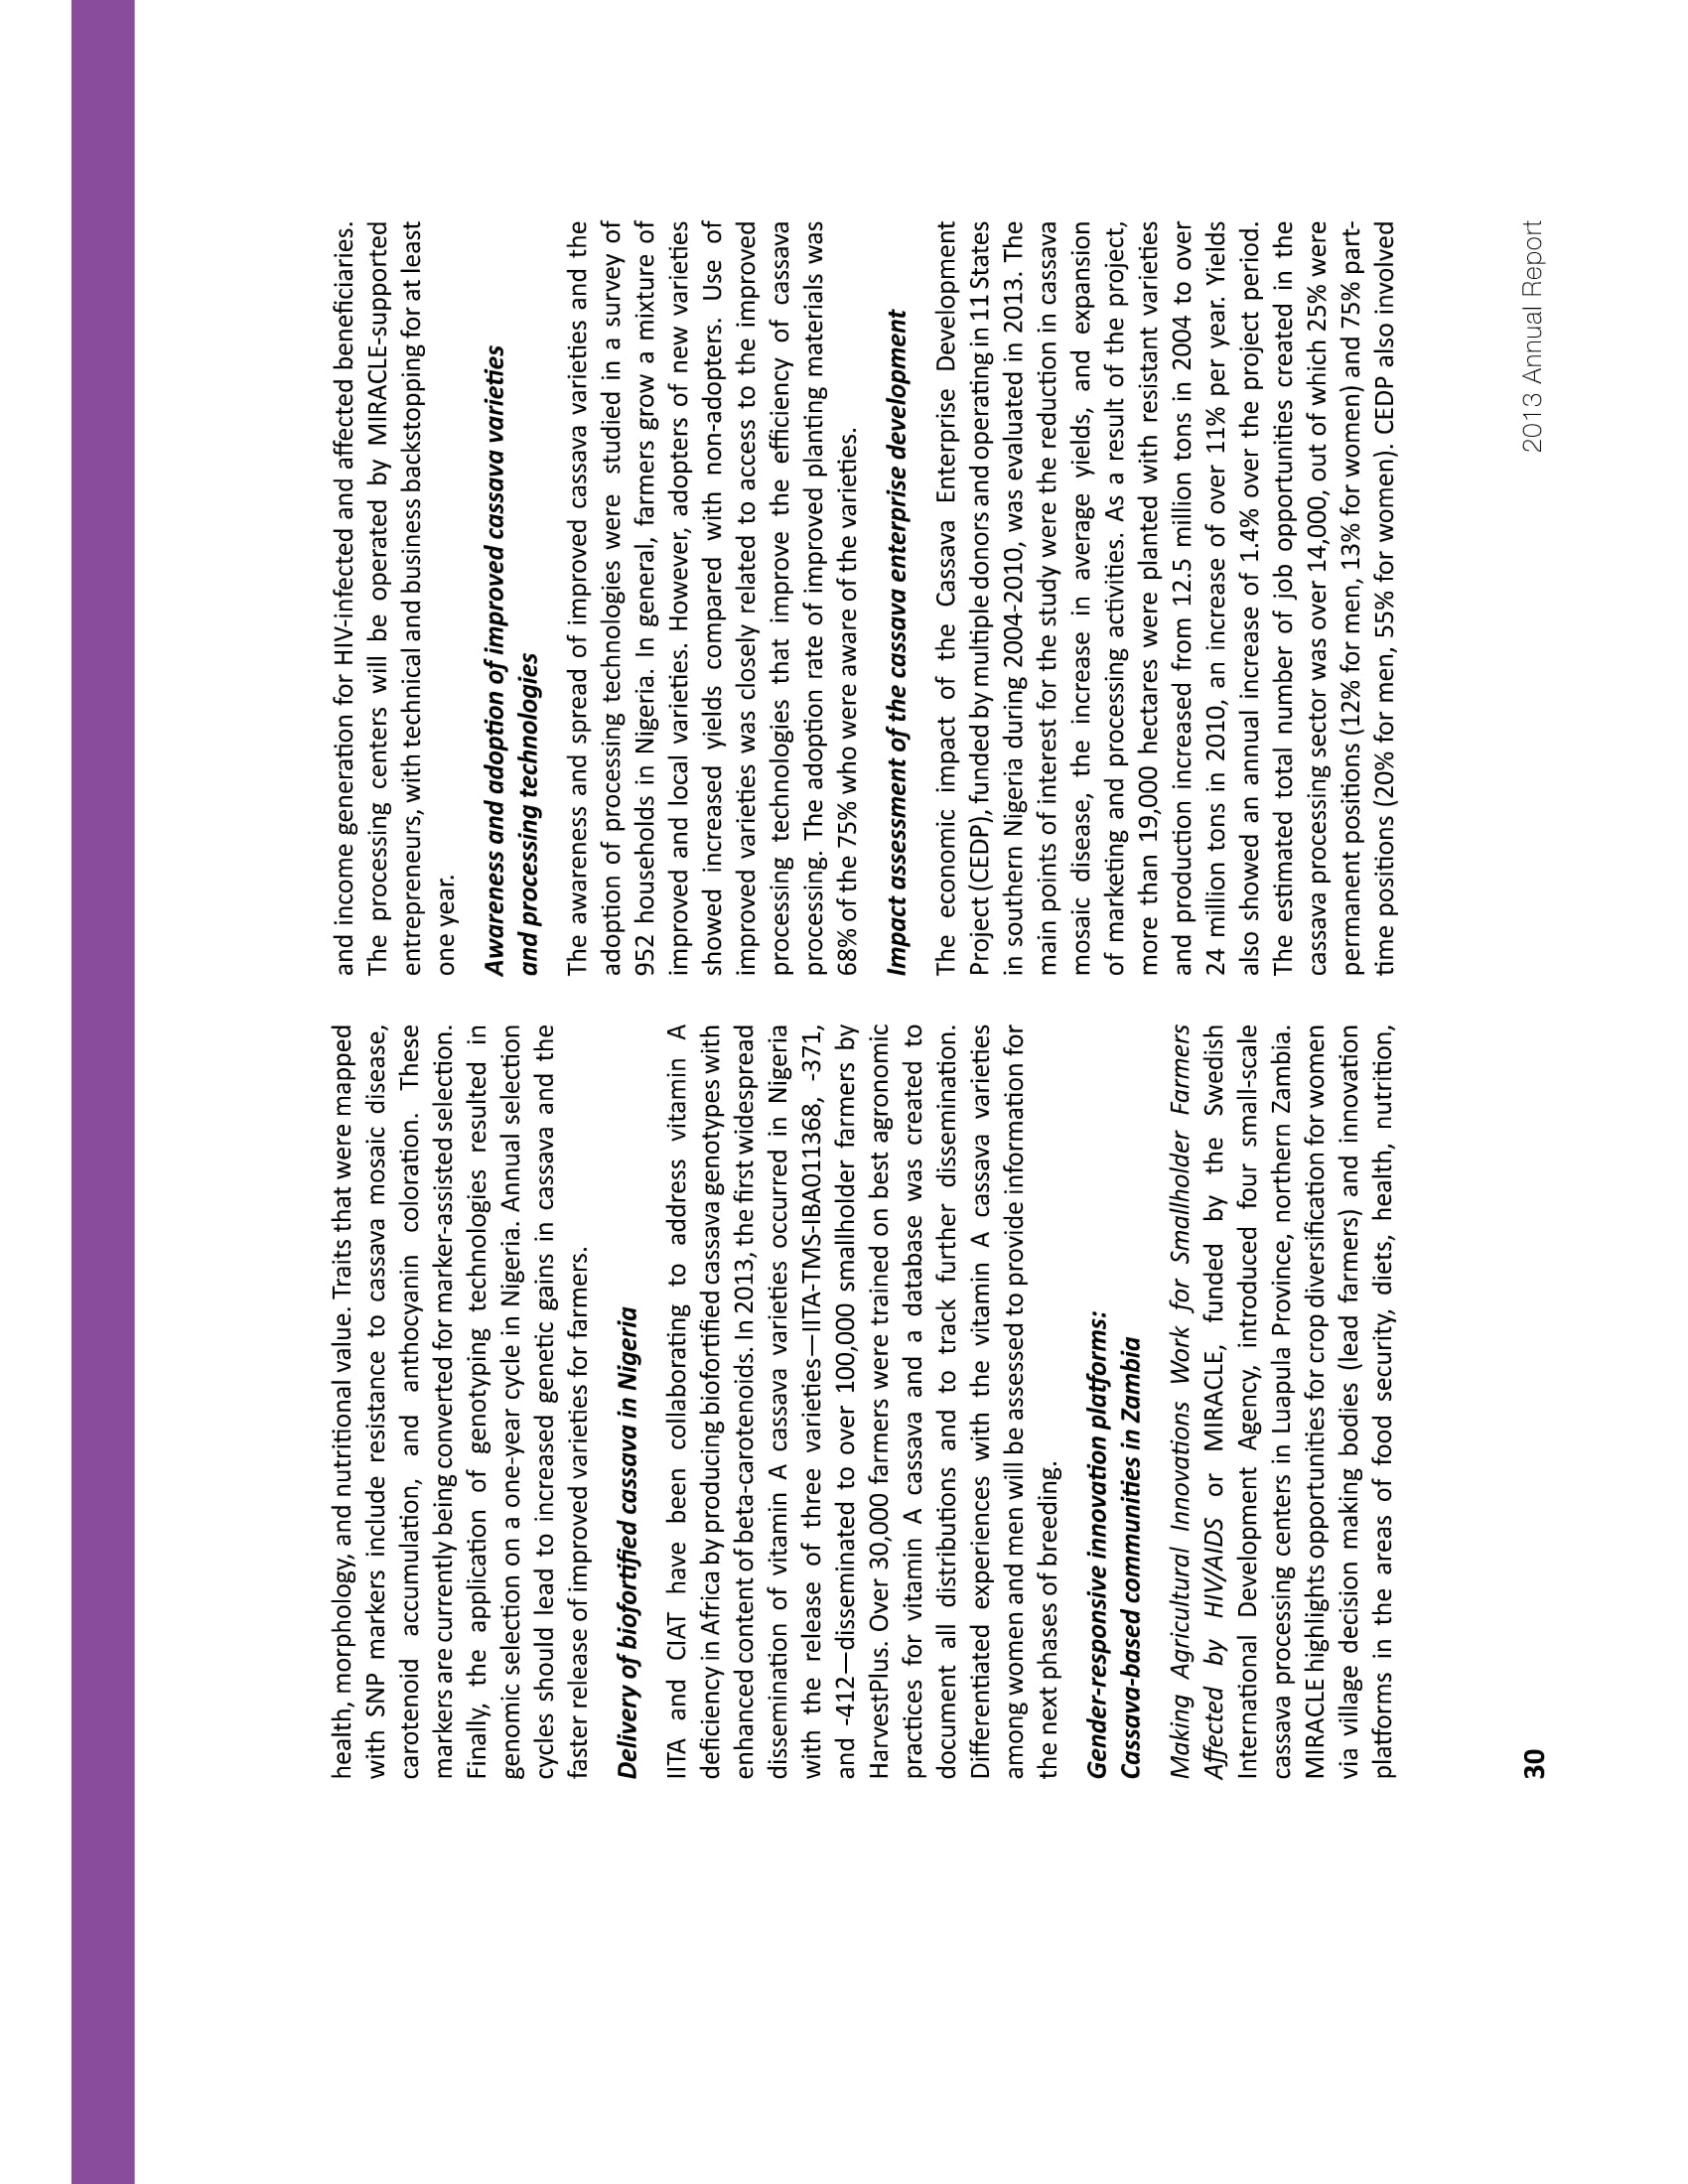 health, morphology, and nutritional value. Traits that were mapped
with SNP markers include resistance to cassava mosaic disease,
carotenoid accumulation, and anthocyanin coloration. These
markers are currently being converted for marker-assisted selection.
Finally, the application of genotyping technologies resulted in
genomic selection on a one-year cycle in Nigeria. Annual selection
cycles should lead to increased genetic gains in cassava and the
faster release of improved varieties for farmers.
Delivery of biofortified cassava in Nigeria
IITA and CIAT have been collaborating to address vitamin A
deficiency in Africa by producing biofortified cassava genotypes with
enhanced content of beta-carotenoids. In 2013, the first widespread
dissemination of vitamin A cassava varieties occurred in Nigeria
with the release of three varieties—IITA-TMS-IBA011368, -371,
and -412—disseminated to over 100,000 smallholder farmers by
HarvestPlus. Over 30,000 farmers were trained on best agronomic
practices for vitamin A cassava and a database was created to
document all distributions and to track further dissemination.
Differentiated experiences with the vitamin A cassava varieties
among women and men will be assessed to provide information for
the next phases of breeding.
Gender-responsive innovation platforms:
Cassava-based communities in Zambia
Making Agricultural Innovations Work for Smallholder Farmers
Affected by HIV/AIDS or MIRACLE, funded by the Swedish
International Development Agency, introduced four small-scale
cassava processing centers in Luapula Province, northern Zambia.
MIRACLE highlights opportunities for crop diversification for women
via village decision making bodies (lead farmers) and innovation
platforms in the areas of food security, diets, health, nutrition,
and income generation for HIV-infected and affected beneficiaries.
The processing centers will be operated by MIRACLE-supported
entrepreneurs, with technical and business backstopping for at least
one year.
Awareness and adoption of improved cassava varieties
and processing technologies
The awareness and spread of improved cassava varieties and the
adoption of processing technologies were studied in a survey of
952 households in Nigeria. In general, farmers grow a mixture of
improved and local varieties. However, adopters of new varieties
showed increased yields compared with non-adopters. Use of
improved varieties was closely related to access to the improved
processing technologies that improve the efficiency of cassava
processing. The adoption rate of improved planting materials was
68% of the 75% who were aware of the varieties.
Impact assessment of the cassava enterprise development
The economic impact of the Cassava Enterprise Development
Project (CEDP), funded by multiple donors and operating in 11 States
in southern Nigeria during 2004-2010, was evaluated in 2013. The
main points of interest for the study were the reduction in cassava
mosaic disease, the increase in average yields, and expansion
of marketing and processing activities. As a result of the project,
more than 19,000 hectares were planted with resistant varieties
and production increased from 12.5 million tons in 2004 to over
24 million tons in 2010, an increase of over 11% per year. Yields
also showed an annual increase of 1.4% over the project period.
The estimated total number of job opportunities created in the
cassava processing sector was over 14,000, out of which 25% were
permanent positions (12% for men, 13% for women) and 75% part-
time positions (20% for men, 55% for women). CEDP also involved
30
2013 Annual Report